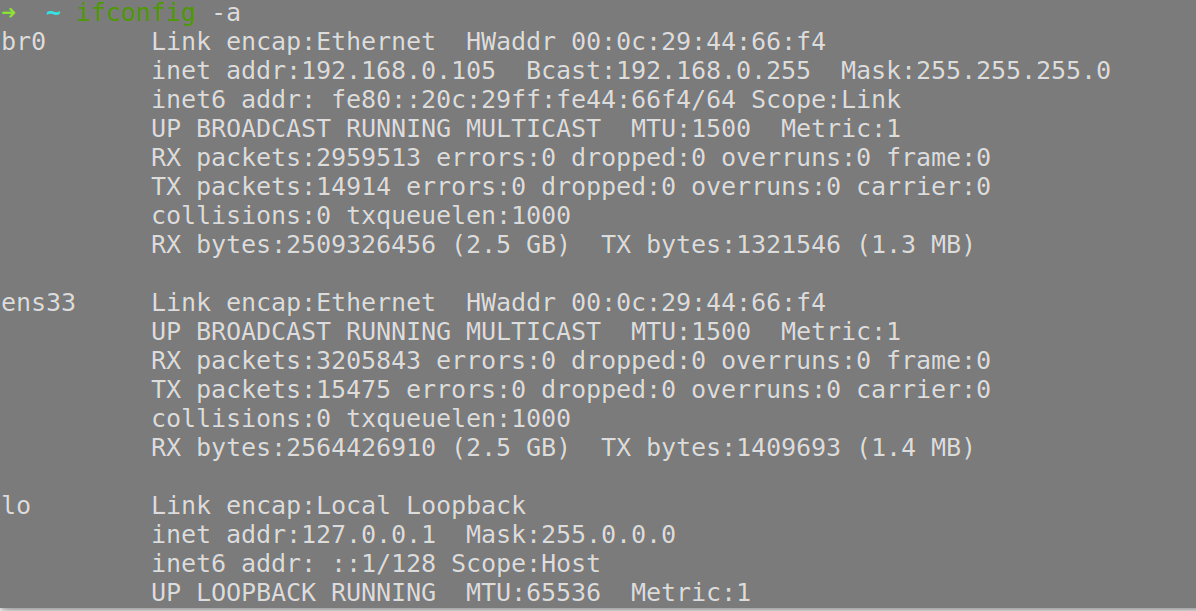 ➜  ~ ifconfig -a
br0       Link encap:Ethernet  HWaddr 00:0c:29:44:66:f4
          inet addr:192.168.0.105  Bcast:192.168.0.255  Mask:255.255.255.0
          inet6 addr: fe80::20c:29ff:fe44:66f4/64 Scope:Link
          UP BROADCAST RUNNING MULTICAST  MTU:1500  Metric:1
          RX packets:2959513 errors:0 dropped:0 overruns:0 frame:0
          TX packets:14914 errors:0 dropped:0 overruns:0 carrier:0
          collisions:0 txqueuelen:1000
          RX bytes:2509326456 (2.5 GB)  TX bytes:1321546 (1.3 MB)

ens33     Link encap:Ethernet  HWaddr 00:0c:29:44:66:f4
          UP BROADCAST RUNNING MULTICAST  MTU:1500  Metric:1
          RX packets:3205843 errors:0 dropped:0 overruns:0 frame:0
          TX packets:15475 errors:0 dropped:0 overruns:0 carrier:0
          collisions:0 txqueuelen:1000
          RX bytes:2564426910 (2.5 GB)  TX bytes:1409693 (1.4 MB)

lo        Link encap:Local Loopback
          inet addr:127.0.0.1  Mask:255.0.0.0
          inet6 addr: ::1/128 Scope:Host
          UP LOOPBACK RUNNING  MTU:65536  Metric:1